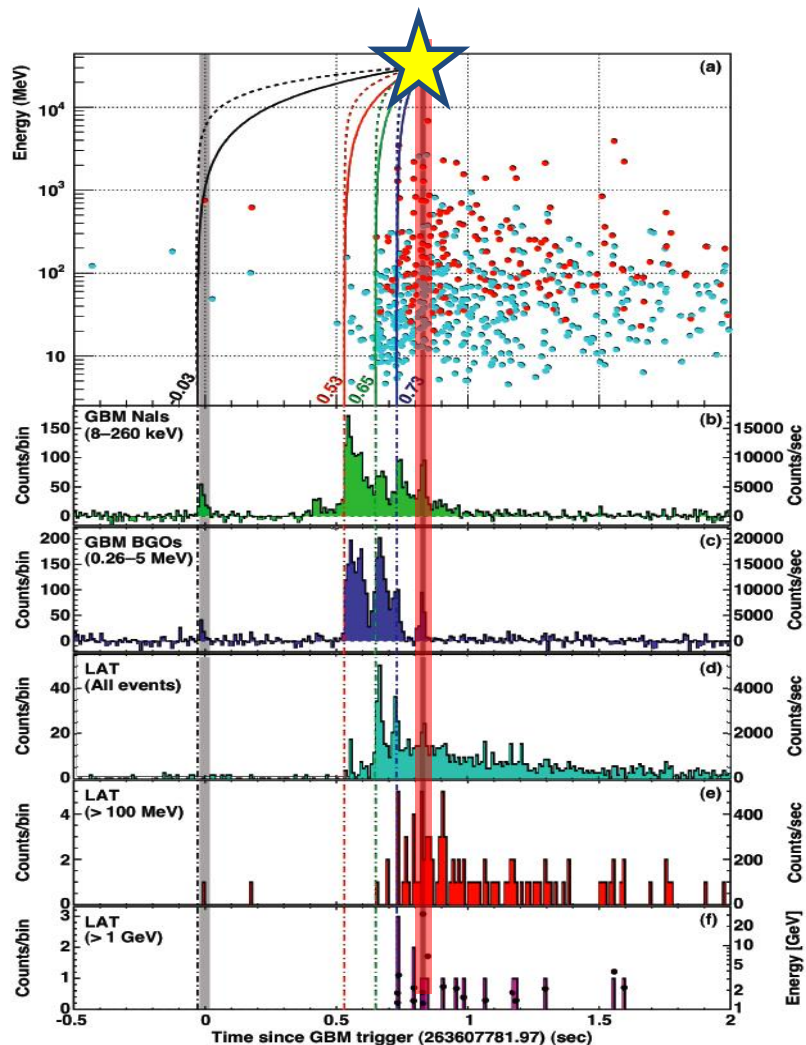 (a)
Energy (MeV)
10⁴
10³
10²
10
-0.03
0.53
0.65
0.73
GBM NaIs
(8–260 keV)
(b)
Counts/bin
150
100
50
0
15000
10000
5000
0
Counts/sec
GBM BGOs
(0.26–5 MeV)
(c)
Counts/bin
200
150
100
50
0
20000
15000
10000
5000
0
Counts/sec
LAT
(All events)
(d)
Counts/bin
40
20
0
4000
2000
0
Counts/sec
LAT
(> 100 MeV)
(e)
Counts/bin
4
2
0
400
200
0
Counts/sec
LAT
(> 1 GeV)
(f)
Counts/bin
3
2
1
0
20
10
5
2
1
Energy [GeV]
-0.5 0 0.5 1 1.5 2
Time since GBM trigger (263607781.97) (sec)